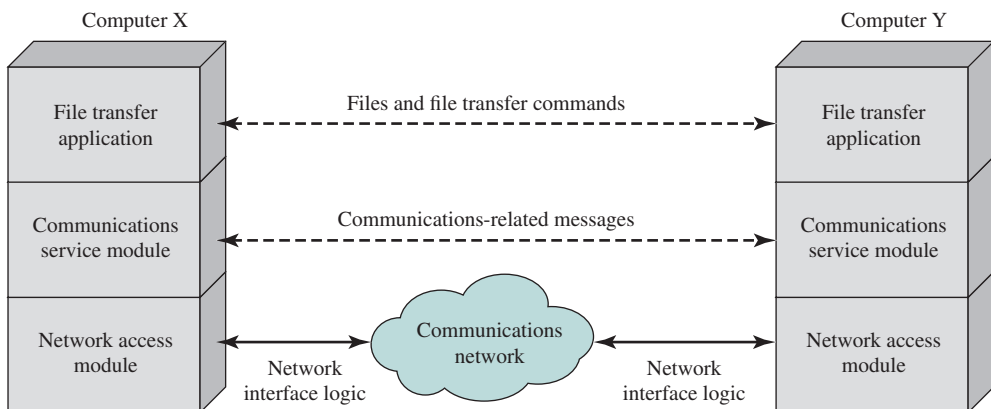 Computer X
Computer Y
File transfer
application
Files and file transfer commands
File transfer
application
Communications
service module
Communications-related messages
Communications
service module
Network access
module
Network
interface logic
Communications
network
Network
interface logic
Network access
module